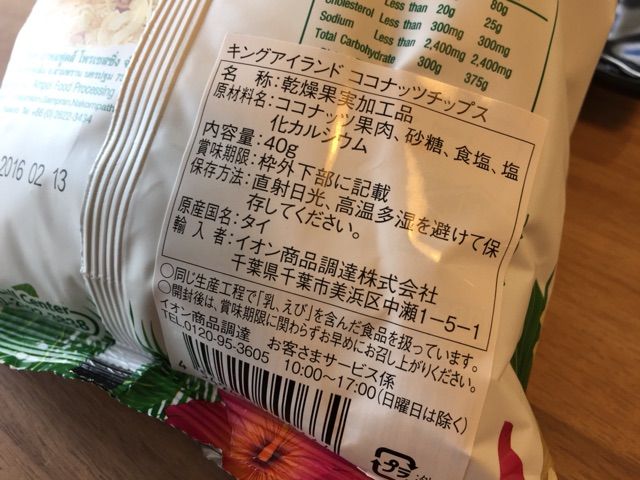 80g
Cholesterol Less than 20g 25g
Sodium Less than 300mg 300mg
Total Carbohydrate Less than 2,400mg 2,400mg
300g 375g
Ampol Food Processing
2016 02 13
キングアイランド ココナッツチップス
名 称:乾燥果実加工品
原材料名:ココナッツ果肉、砂糖、食塩、塩
化カルシウム
内容量:40g
賞味期限:枠外下部に記載
保存方法:直射日光、高温多湿を避けて保
存してください。
原産国名:タイ
輸 入 者:イオン商品調達株式会社
千葉県千葉市美浜区中瀬1-5-1
○同じ生産工程で「乳、えび」を含んだ食品を扱っています。
○開封後は、賞味期限に関わらずお早めにお召し上がりください。
イオン商品調達 お客さまサービス係
TEL0120-95-3605 10:00~17:00(日曜日は除く)
Center
4
プラ